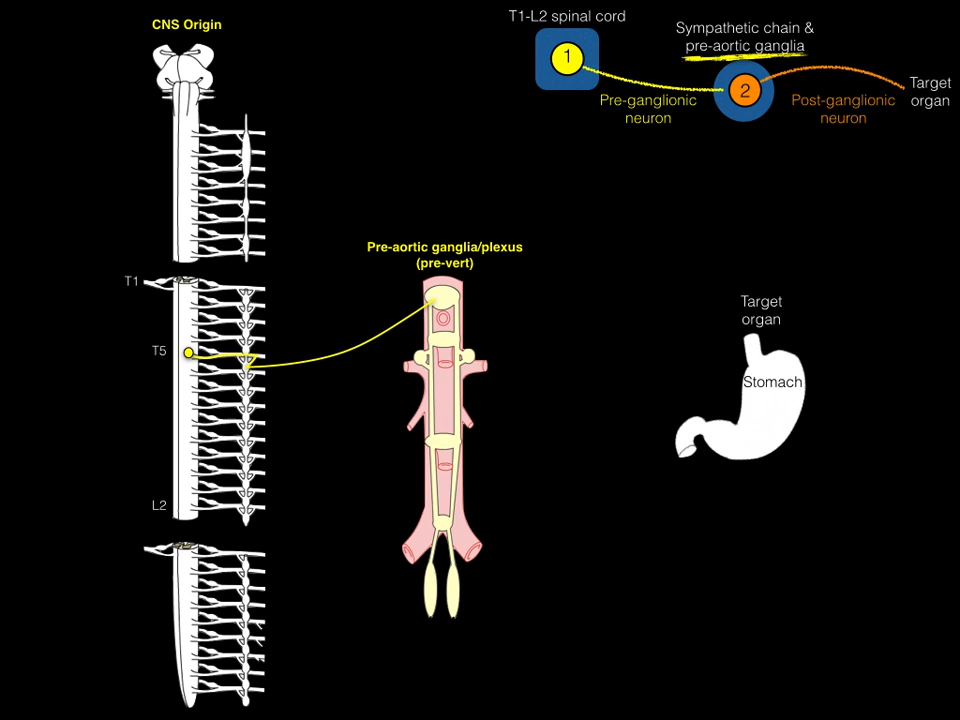 CNS Origin
T1-L2 spinal cord
1
Sympathetic chain &
pre-aortic ganglia
2
Target
organ
Pre-ganglionic
neuron
Post-ganglionic
neuron
Pre-aortic ganglia/plexus
(pre-vert)
T1
T5
L2
Target
organ
Stomach